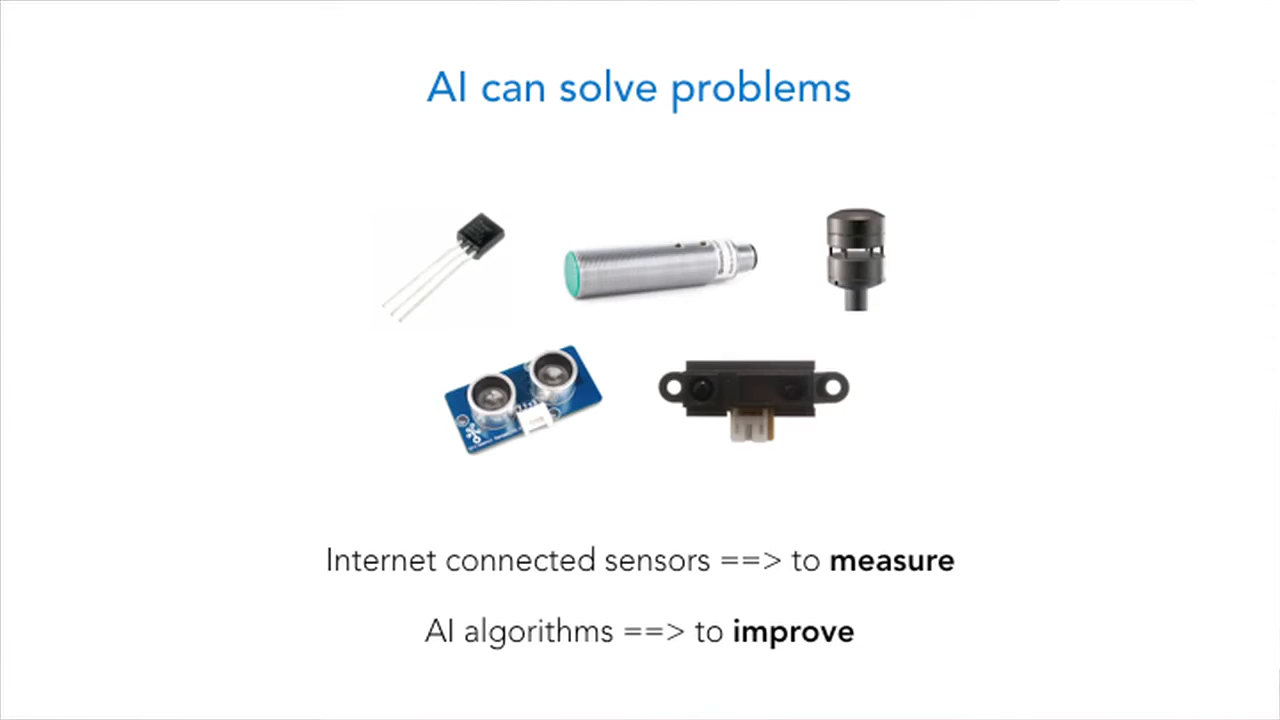 AI can solve problems
Internet connected sensors ==> to measure
AI algorithms ==> to improve